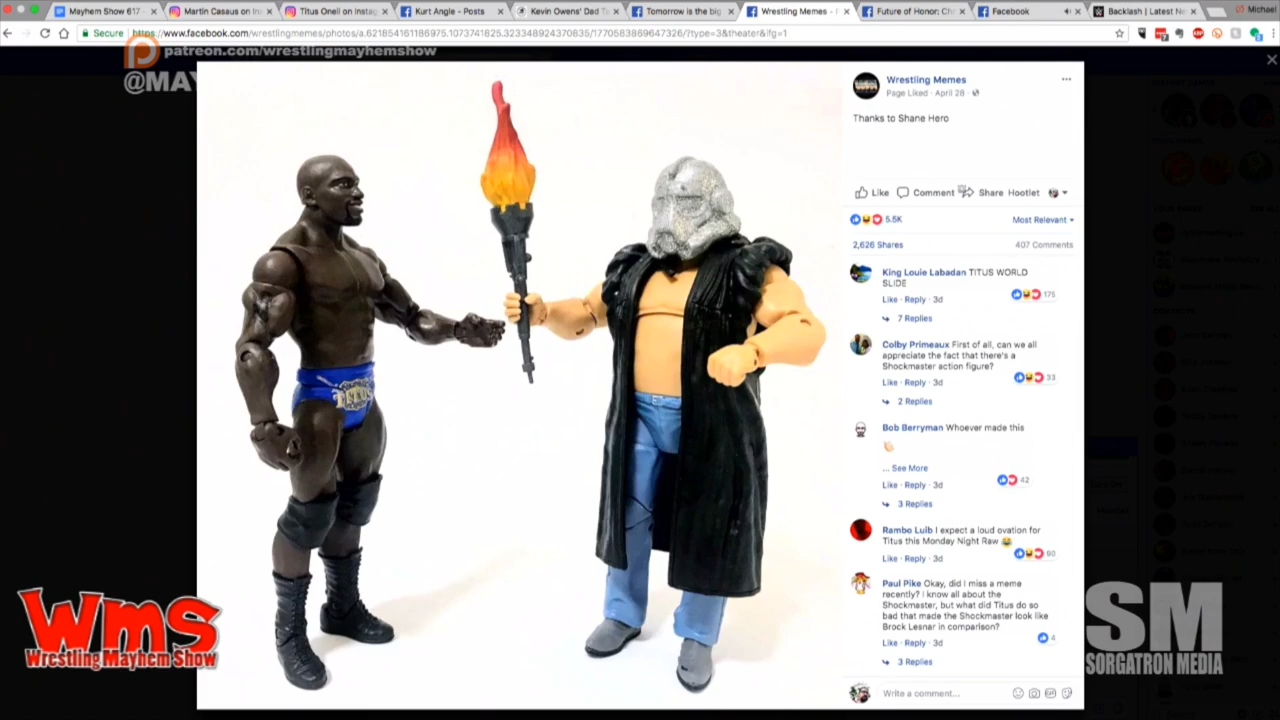 Mayhem Show 617 -
Martin Casaus on In
Titus Oneil on Instag
Kurt Angle - Posts
Kevin Owens' Dad T
Tomorrow is the big
Wrestling Memes -
Future of Honor: Ch
Facebook
Backlash | Latest Ne
Michael
Secure
https://www.facebook.com/wrestlingmemes/photos/a.621854161186975.1073741825.323348924370835/1770583869647326/?type=3&theater&ifg=1
patreon.com/wrestlingmayhemshow
@MAY
TITUS
Wrestling Memes
Page Liked · April 28 ·
Thanks to Shane Hero
Like Comment Share Hootlet
5.5K Most Relevant
2,626 Shares 407 Comments
King Louie Labadan TITUS WORLD
SLIDE
Like · Reply · 3d 175
7 Replies
Colby Primeaux First of all, can we all
appreciate the fact that there's a
Shockmaster action figure?
Like · Reply · 3d 33
2 Replies
Bob Berryman Whoever made this
👏🏻
... See More
Like · Reply · 3d 42
3 Replies
Rambo Luib I expect a loud ovation for
Titus this Monday Night Raw 😂
Like · Reply · 3d 90
Paul Pike Okay, did I miss a meme
recently? I know all about the
Shockmaster, but what did Titus do so
bad that made the Shockmaster look like
Brock Lesnar in comparison?
Like · Reply · 3d 4
3 Replies
Write a comment...
Wms
Wrestling Mayhem Show
SM
SORGATRON MEDIA